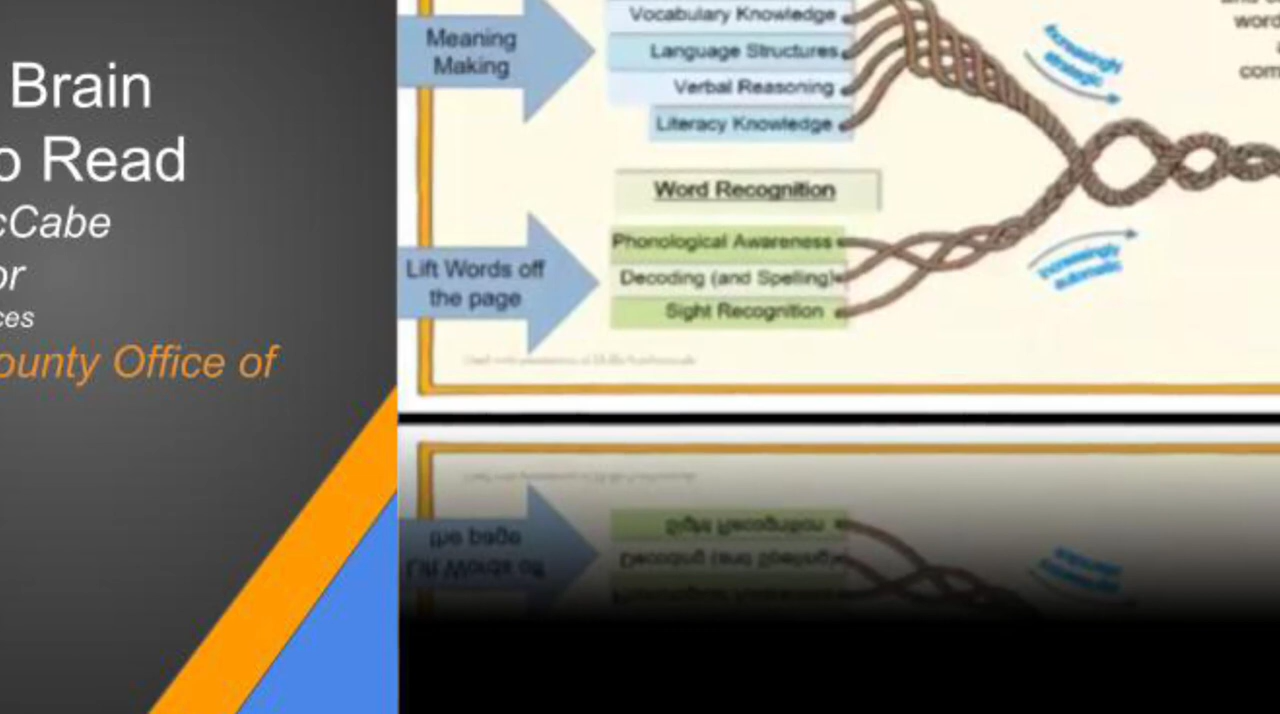 Brain
o Read
cCabe
or
ces
ounty Office of
Meaning
Making
Vocabulary Knowledge
Language Structures
Verbal Reasoning
Literacy Knowledge
increasingly
strategic
word
com
Word Recognition
Lift Words off
the page
Phonological Awareness
Decoding (and Spelling)
Sight Recognition
increasingly
automatic